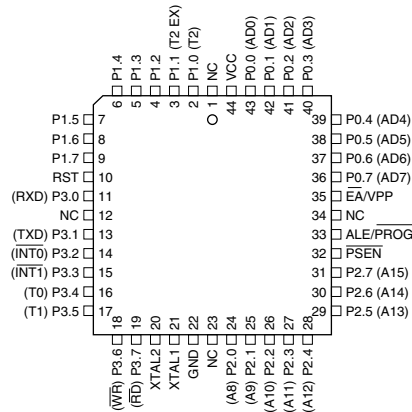 P1.4
P1.3
P1.2
P1.1 (T2 EX)
P1.0 (T2)
NC
VCC
P0.0 (AD0)
P0.1 (AD1)
P0.2 (AD2)
P0.3 (AD3)
6
5
4
3
2
1
44
43
42
41
40
P1.5 7
P1.6 8
P1.7 9
RST 10
(RXD) P3.0 11
NC 12
(TXD) P3.1 13
(INT0) P3.2 14
(INT1) P3.3 15
(T0) P3.4 16
(T1) P3.5 17
39 P0.4 (AD4)
38 P0.5 (AD5)
37 P0.6 (AD6)
36 P0.7 (AD7)
35 EA/VPP
34 NC
33 ALE/PROG
32 PSEN
31 P2.7 (A15)
30 P2.6 (A14)
29 P2.5 (A13)
18
19
20
21
22
23
24
25
26
27
28
(WR) P3.6
(RD) P3.7
XTAL2
XTAL1
GND
NC
(A8) P2.0
(A9) P2.1
(A10) P2.2
(A11) P2.3
(A12) P2.4